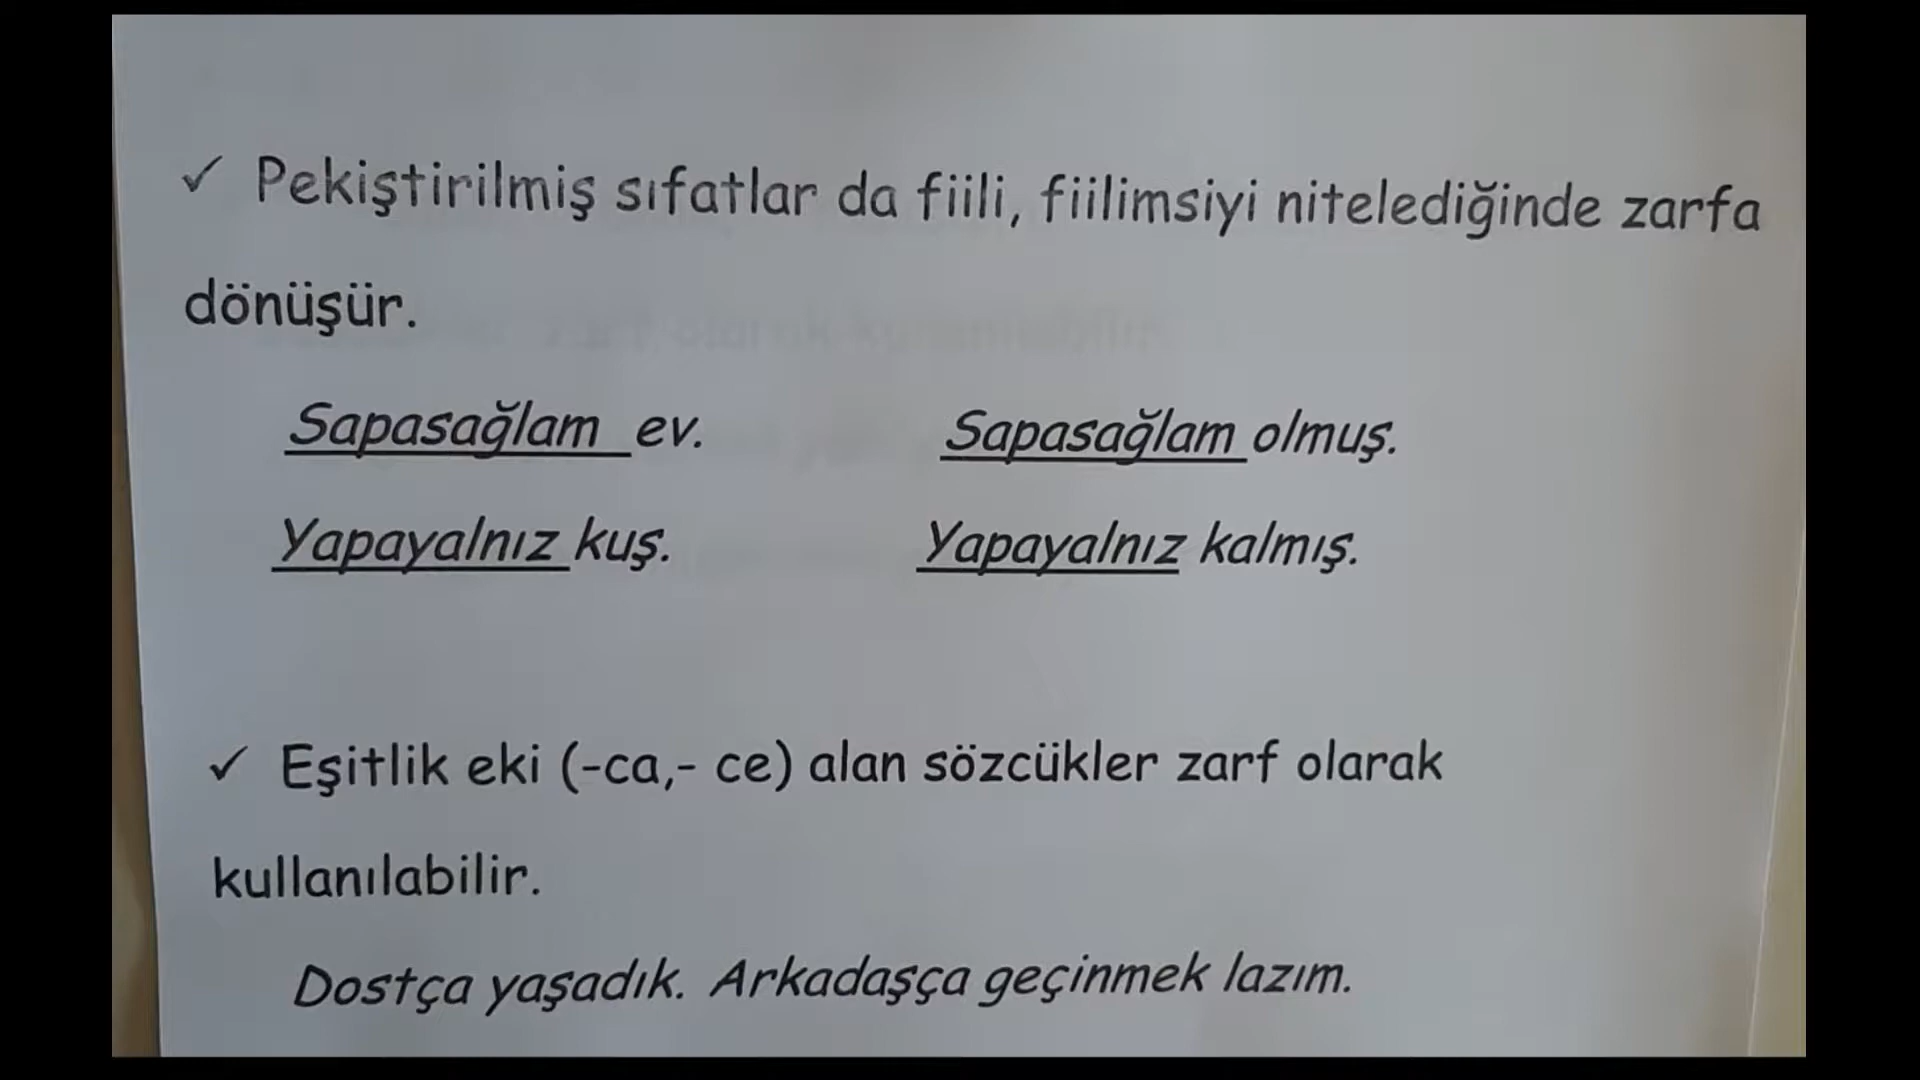 ✓ Pekiştirilmiş sıfatlar da fiili, fiilimsiyi nitelediğinde zarfa
dönüşür.
Sapasağlam ev. Sapasağlam olmuş.
Yapayalnız kuş. Yapayalnız kalmış.
✓ Eşitlik eki (-ca,- ce) alan sözcükler zarf olarak
kullanılabilir.
Dostça yaşadık. Arkadaşça geçinmek lazım.